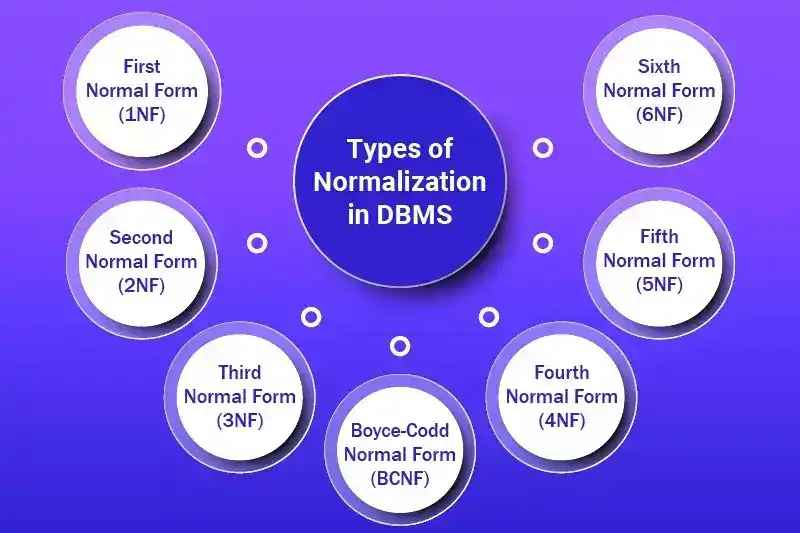 Types of
Normalization
in DBMS
First
Normal Form
(1NF)
Second
Normal Form
(2NF)
Third
Normal Form
(3NF)
Boyce-Codd
Normal Form
(BCNF)
Fourth
Normal Form
(4NF)
Fifth
Normal Form
(5NF)
Sixth
Normal Form
(6NF)